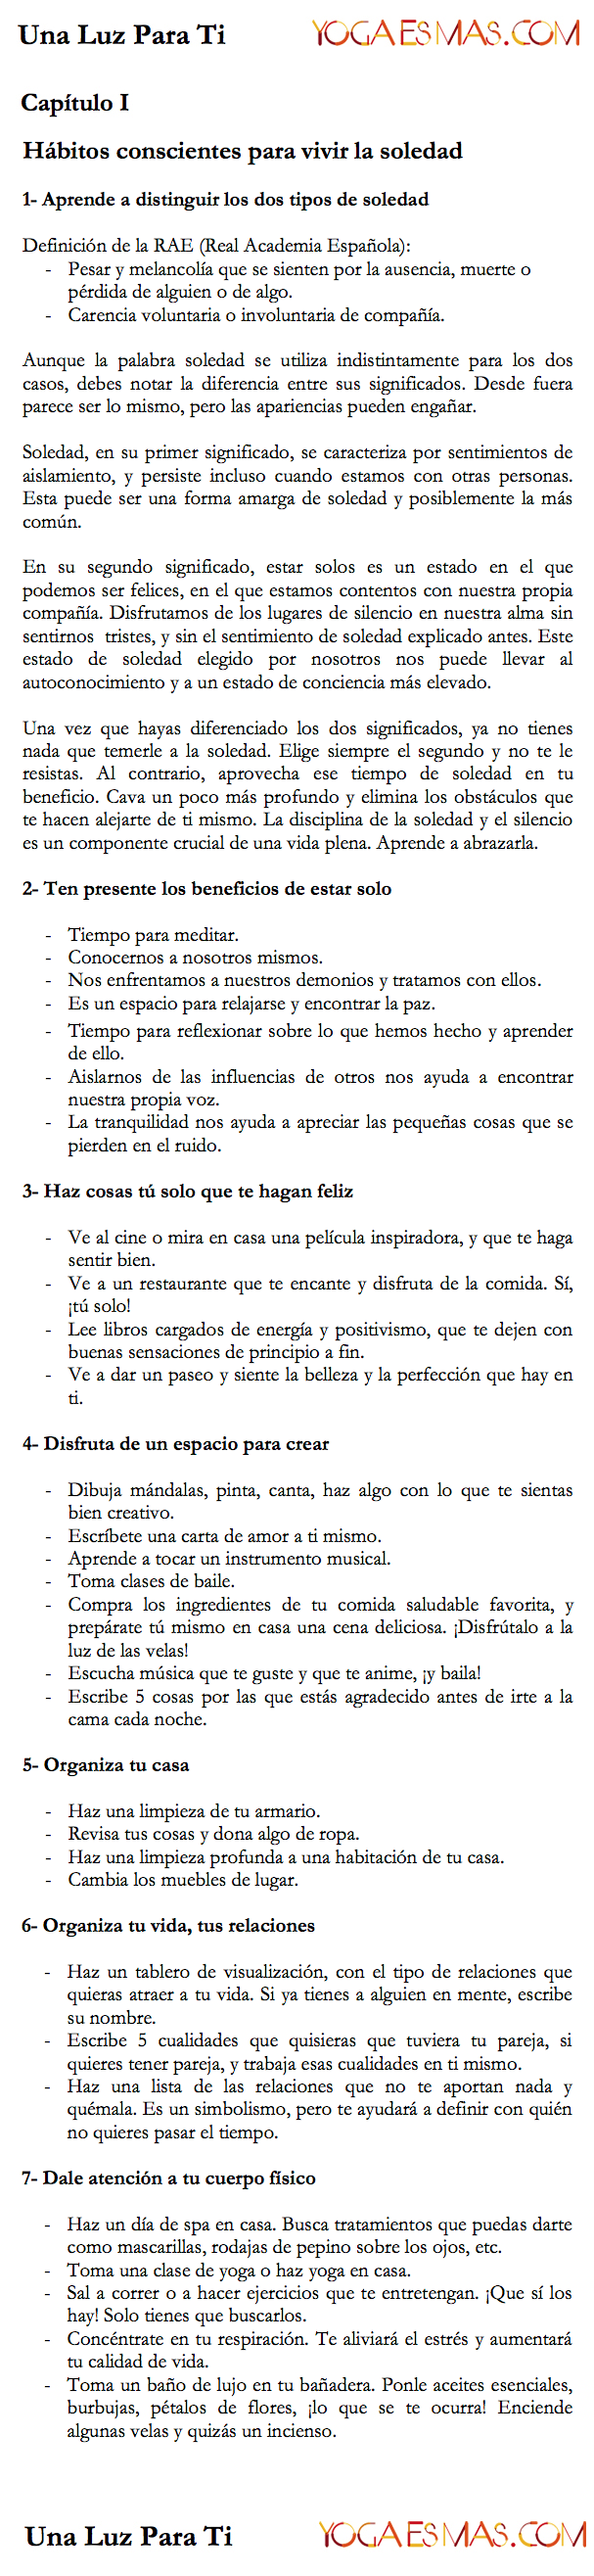 Una Luz Para Ti YOGAESMAS.COM
Capítulo I
Hábitos conscientes para vivir la soledad
1- Aprende a distinguir los dos tipos de soledad
Definición de la RAE (Real Academia Española):
- Pesar y melancolía que se sienten por la ausencia, muerte o
pérdida de alguien o de algo.
- Carencia voluntaria o involuntaria de compañía.
Aunque la palabra soledad se utiliza indistintamente para los dos
casos, debes notar la diferencia entre sus significados. Desde fuera
parece ser lo mismo, pero las apariencias pueden engañar.
Soledad, en su primer significado, se caracteriza por sentimientos de
aislamiento, y persiste incluso cuando estamos con otras personas.
Esta puede ser una forma amarga de soledad y posiblemente la más
común.
En su segundo significado, estar solos es un estado en el que
podemos ser felices, en el que estamos contentos con nuestra propia
compañía. Disfrutamos de los lugares de silencio en nuestra alma sin
sentirnos tristes, y sin el sentimiento de soledad explicado antes. Este
estado de soledad elegido por nosotros nos puede llevar al
autoconocimiento y a un estado de conciencia más elevado.
Una vez que hayas diferenciado los dos significados, ya no tienes
nada que temerle a la soledad. Elige siempre el segundo y no te le
resistas. Al contrario, aprovecha ese tiempo de soledad en tu
beneficio. Cava un poco más profundo y elimina los obstáculos que
te hacen alejarte de ti mismo. La disciplina de la soledad y el silencio
es un componente crucial de una vida plena. Aprende a abrazarla.
2- Ten presente los beneficios de estar solo
- Tiempo para meditar.
- Conocernos a nosotros mismos.
- Nos enfrentamos a nuestros demonios y tratamos con ellos.
- Es un espacio para relajarse y encontrar la paz.
- Tiempo para reflexionar sobre lo que hemos hecho y aprender
de ello.
- Aislarnos de las influencias de otros nos ayuda a encontrar
nuestra propia voz.
- La tranquilidad nos ayuda a apreciar las pequeñas cosas que se
pierden en el ruido.
3- Haz cosas tú solo que te hagan feliz
- Ve al cine o mira en casa una película inspiradora, y que te haga
sentir bien.
- Ve a un restaurante que te encante y disfruta de la comida. Sí,
¡tú solo!
- Lee libros cargados de energía y positivismo, que te dejen con
buenas sensaciones de principio a fin.
- Ve a dar un paseo y siente la belleza y la perfección que hay en
ti.
4- Disfruta de un espacio para crear
- Dibuja mándalas, pinta, canta, haz algo con lo que te sientas
bien creativo.
- Escríbete una carta de amor a ti mismo.
- Aprende a tocar un instrumento musical.
- Toma clases de baile.
- Compra los ingredientes de tu comida saludable favorita, y
prepárate tú mismo en casa una cena deliciosa. ¡Disfrútalo a la
luz de las velas!
- Escucha música que te guste y que te anime, ¡y baila!
- Escribe 5 cosas por las que estás agradecido antes de irte a la
cama cada noche.
5- Organiza tu casa
- Haz una limpieza de tu armario.
- Revisa tus cosas y dona algo de ropa.
- Haz una limpieza profunda a una habitación de tu casa.
- Cambia los muebles de lugar.
6- Organiza tu vida, tus relaciones
- Haz un tablero de visualización, con el tipo de relaciones que
quieras atraer a tu vida. Si ya tienes a alguien en mente, escribe
su nombre.
- Escribe 5 cualidades que quisieras que tuviera tu pareja, si
quieres tener pareja, y trabaja esas cualidades en ti mismo.
- Haz una lista de las relaciones que no te aportan nada y
quémala. Es un simbolismo, pero te ayudará a definir con quién
no quieres pasar el tiempo.
7- Dale atención a tu cuerpo físico
- Haz un día de spa en casa. Busca tratamientos que puedas darte
como mascarillas, rodajas de pepino sobre los ojos, etc.
- Toma una clase de yoga o haz yoga en casa.
- Sal a correr o a hacer ejercicios que te entretengan. ¡Que sí los
hay! Solo tienes que buscarlos.
- Concéntrate en tu respiración. Te aliviará el estrés y aumentará
tu calidad de vida.
- Toma un baño de lujo en tu bañadera. Ponle aceites esenciales,
burbujas, pétalos de flores, ¡lo que se te ocurra! Enciende
algunas velas y quizás un incienso.
Una Luz Para Ti YOGAESMAS.COM